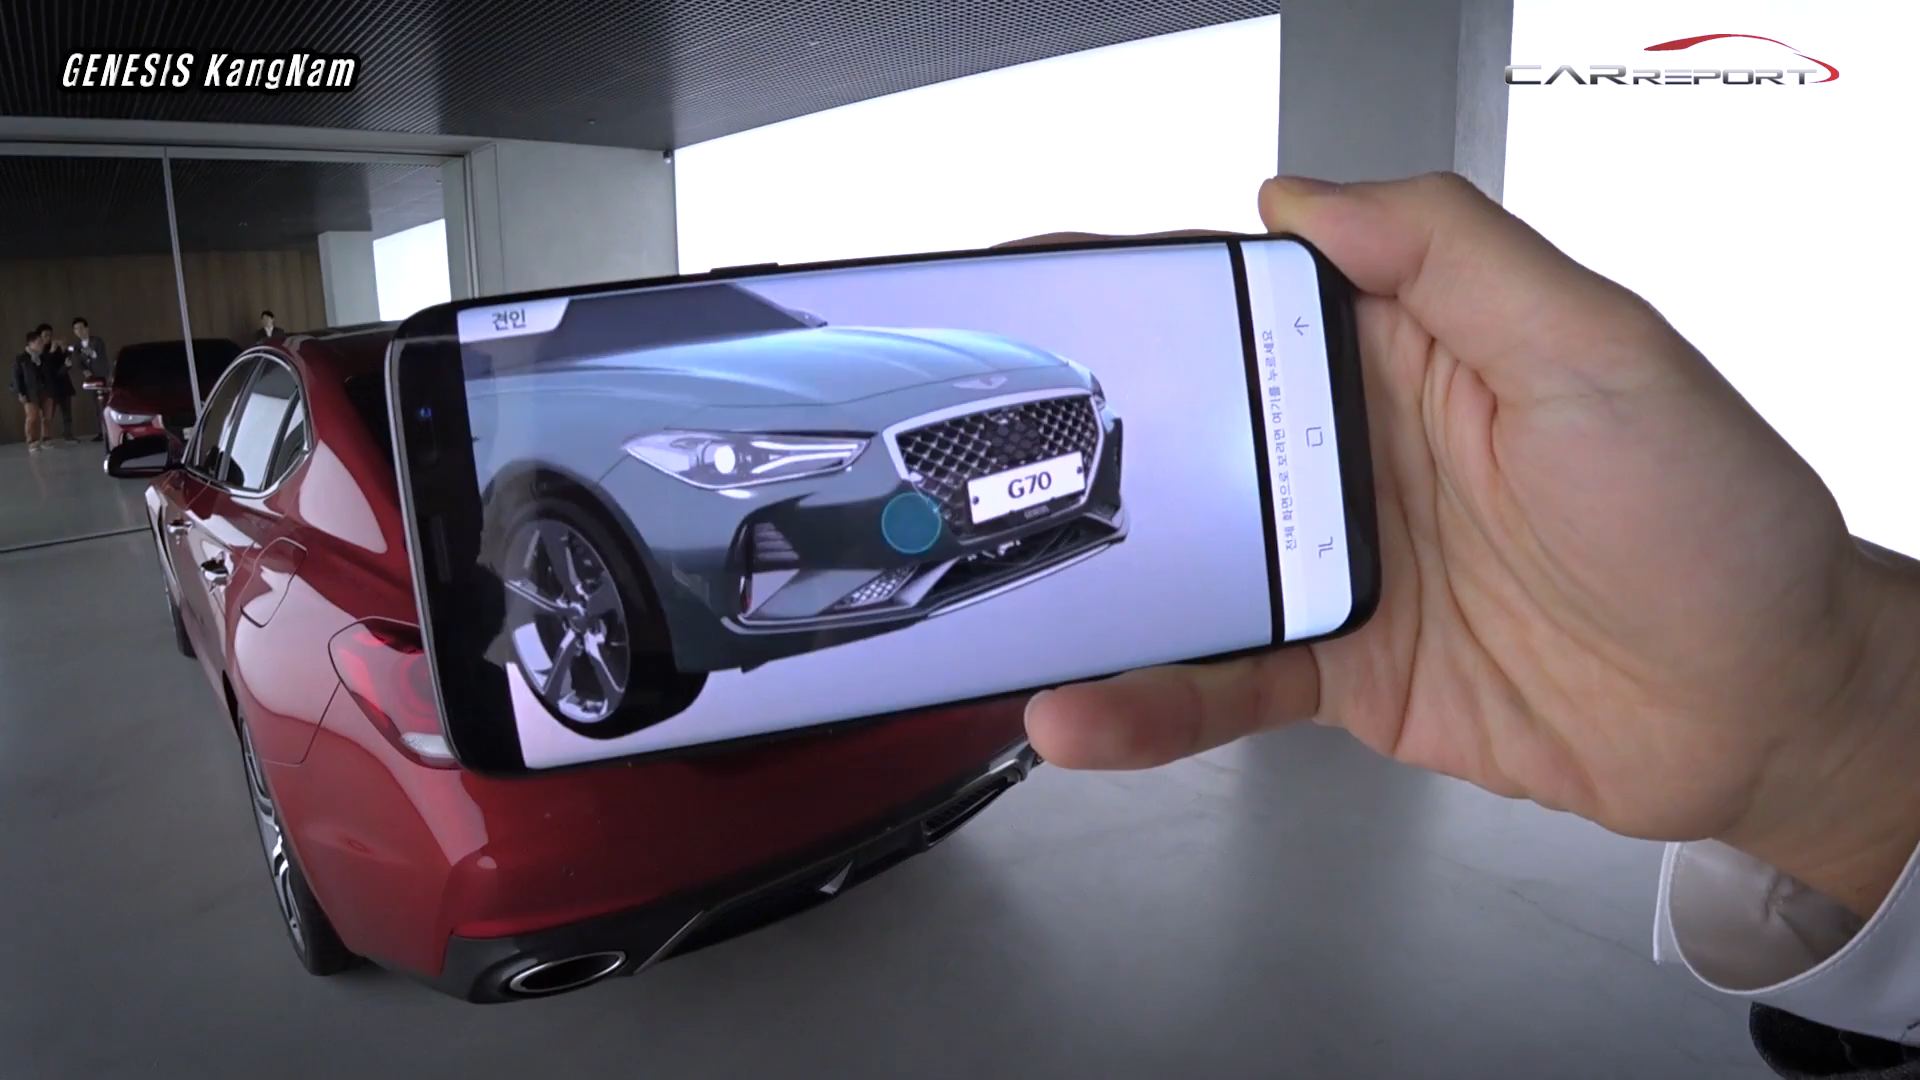 GENESIS KangNam
CARREPORT
견인
G70
GENESIS
전체 화면으로 보려면 여기를 누르세요